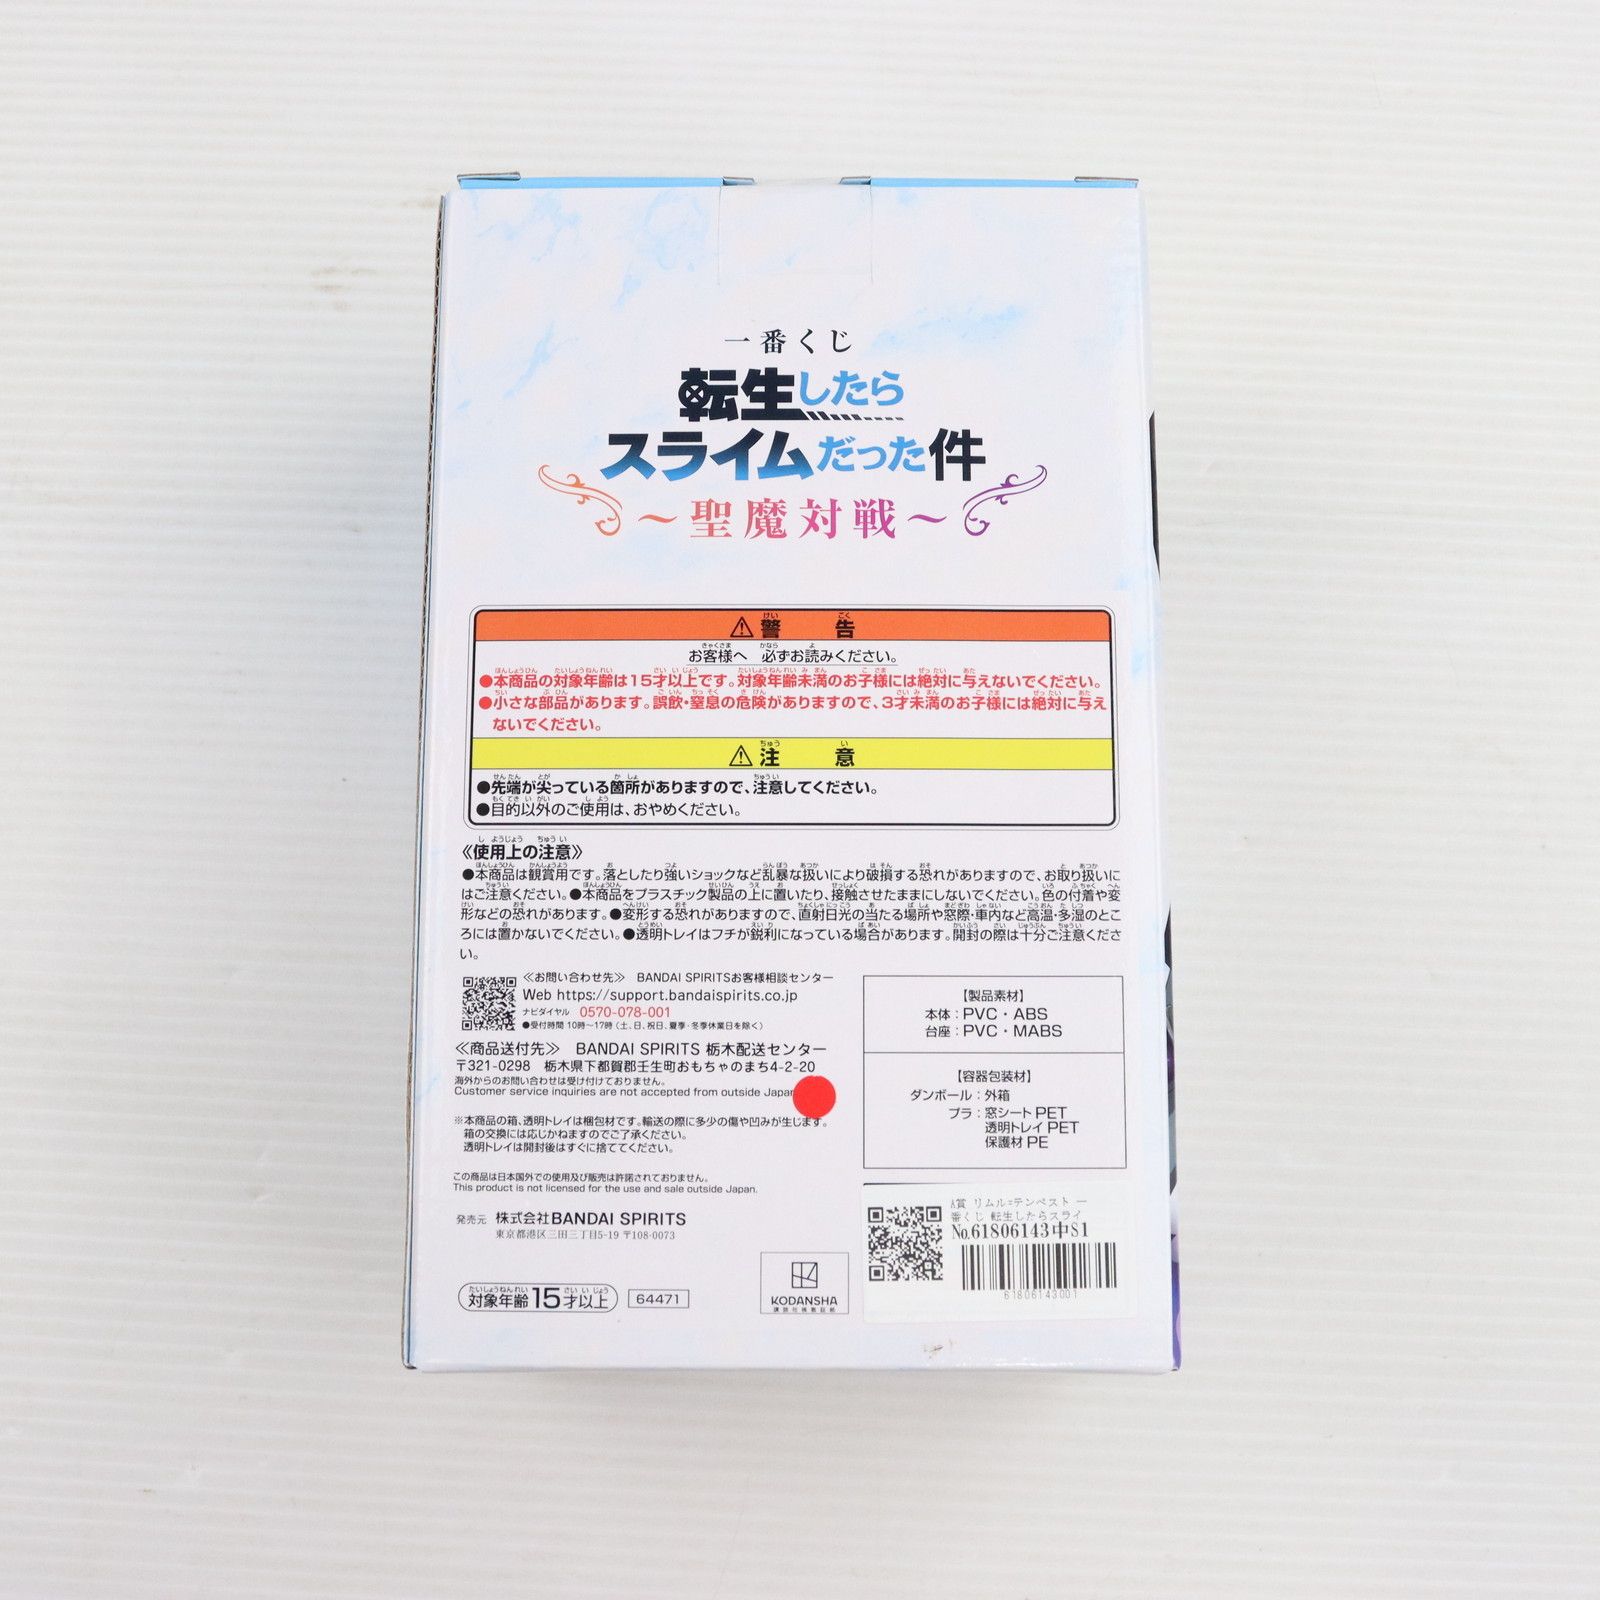 一番くじ
転生したら
スライムだった件
～聖魔対戦～
⚠警告
お客様へ 必ずお読みください。
●本商品の対象年齢は15才以上です。対象年齢未満のお子様には絶対に与えないでください。
●小さな部品があります。誤飲・窒息の危険がありますので、3才未満のお子様には絶対に与え
ないでください。
⚠注意
●先端が尖っている箇所がありますので、注意してください。
●目的以外のご使用は、おやめください。
《使用上の注意》
●本商品は観賞用です。落としたり強いショックなど乱暴な扱いにより破損する恐れがありますので、お取り扱いに
はご注意ください。●本商品をプラスチック製品の上に置いたり、接触させたままにしないでください。色の付着や変
形などの恐れがあります。●変形する恐れがありますので、直射日光の当たる場所や窓際・車内など高温・多湿のとこ
ろには置かないでください。●透明トレイはフチが鋭利になっている場合があります。開封の際は十分ご注意くださ
い。
≪お問い合わせ先≫ BANDAI SPIRITSお客様相談センター
Web https://support.bandaispirits.co.jp
ナビダイヤル 0570-078-001
●受付時間 10時～17時（土、日、祝日、夏季・冬季休業日を除く）
≪商品送付先≫ BANDAI SPIRITS 栃木配送センター
〒321-0298 栃木県下都賀郡壬生町おもちゃのまち4-2-20
海外からのお問い合わせは受け付けておりません。
Customer service inquiries are not accepted from outside Japan
※本商品の箱、透明トレイは梱包材です。輸送の際に多少の傷や凹みが生じます。
箱の交換には応じかねますのでご了承ください。
透明トレイは開封後はすぐに捨ててください。
この商品は日本国外での使用及び販売は許諾されておりません。
This product is not licensed for the use and sale outside Japan.
発売元 株式会社BANDAI SPIRITS
東京都港区三田三丁目5-19 〒108-0073
対象年齢15才以上 64471
KODANSHA
講談社携帯証紙
【製品素材】
本体：PVC・ABS
台座：PVC・MABS
【容器包装材】
ダンボール：外箱
プラ：窓シートPET
透明トレイPET
保護材PE
A賞 リムル=テンペスト 一
番くじ 転生したらスライ
No.61806143中S1
61806143001